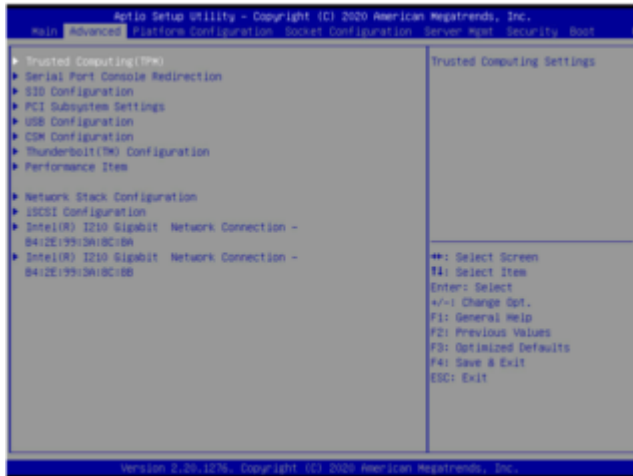 Aptio Setup Utility - Copyright (C) 2020 American Megatrends, Inc.
Main Advanced Platform Configuration Socket Configuration Server Mgmt Security Boot
Trusted Computing(TPM)
Serial Port Console Redirection
SIO Configuration
PCI Subsystem Settings
USB Configuration
CSM Configuration
Thunderbolt(TM) Configuration
Performance Item
Network Stack Configuration
iSCSI Configuration
Intel(R) I210 Gigabit Network Connection -
B4:2E:99:3A:8C:8A
Intel(R) I210 Gigabit Network Connection -
B4:2E:99:3A:8C:8B
Trusted Computing Settings
→←: Select Screen
↑↓: Select Item
Enter: Select
+/-: Change Opt.
F1: General Help
F2: Previous Values
F3: Optimized Defaults
F4: Save & Exit
ESC: Exit
Version 2.20.1276. Copyright (C) 2020 American Megatrends, Inc.